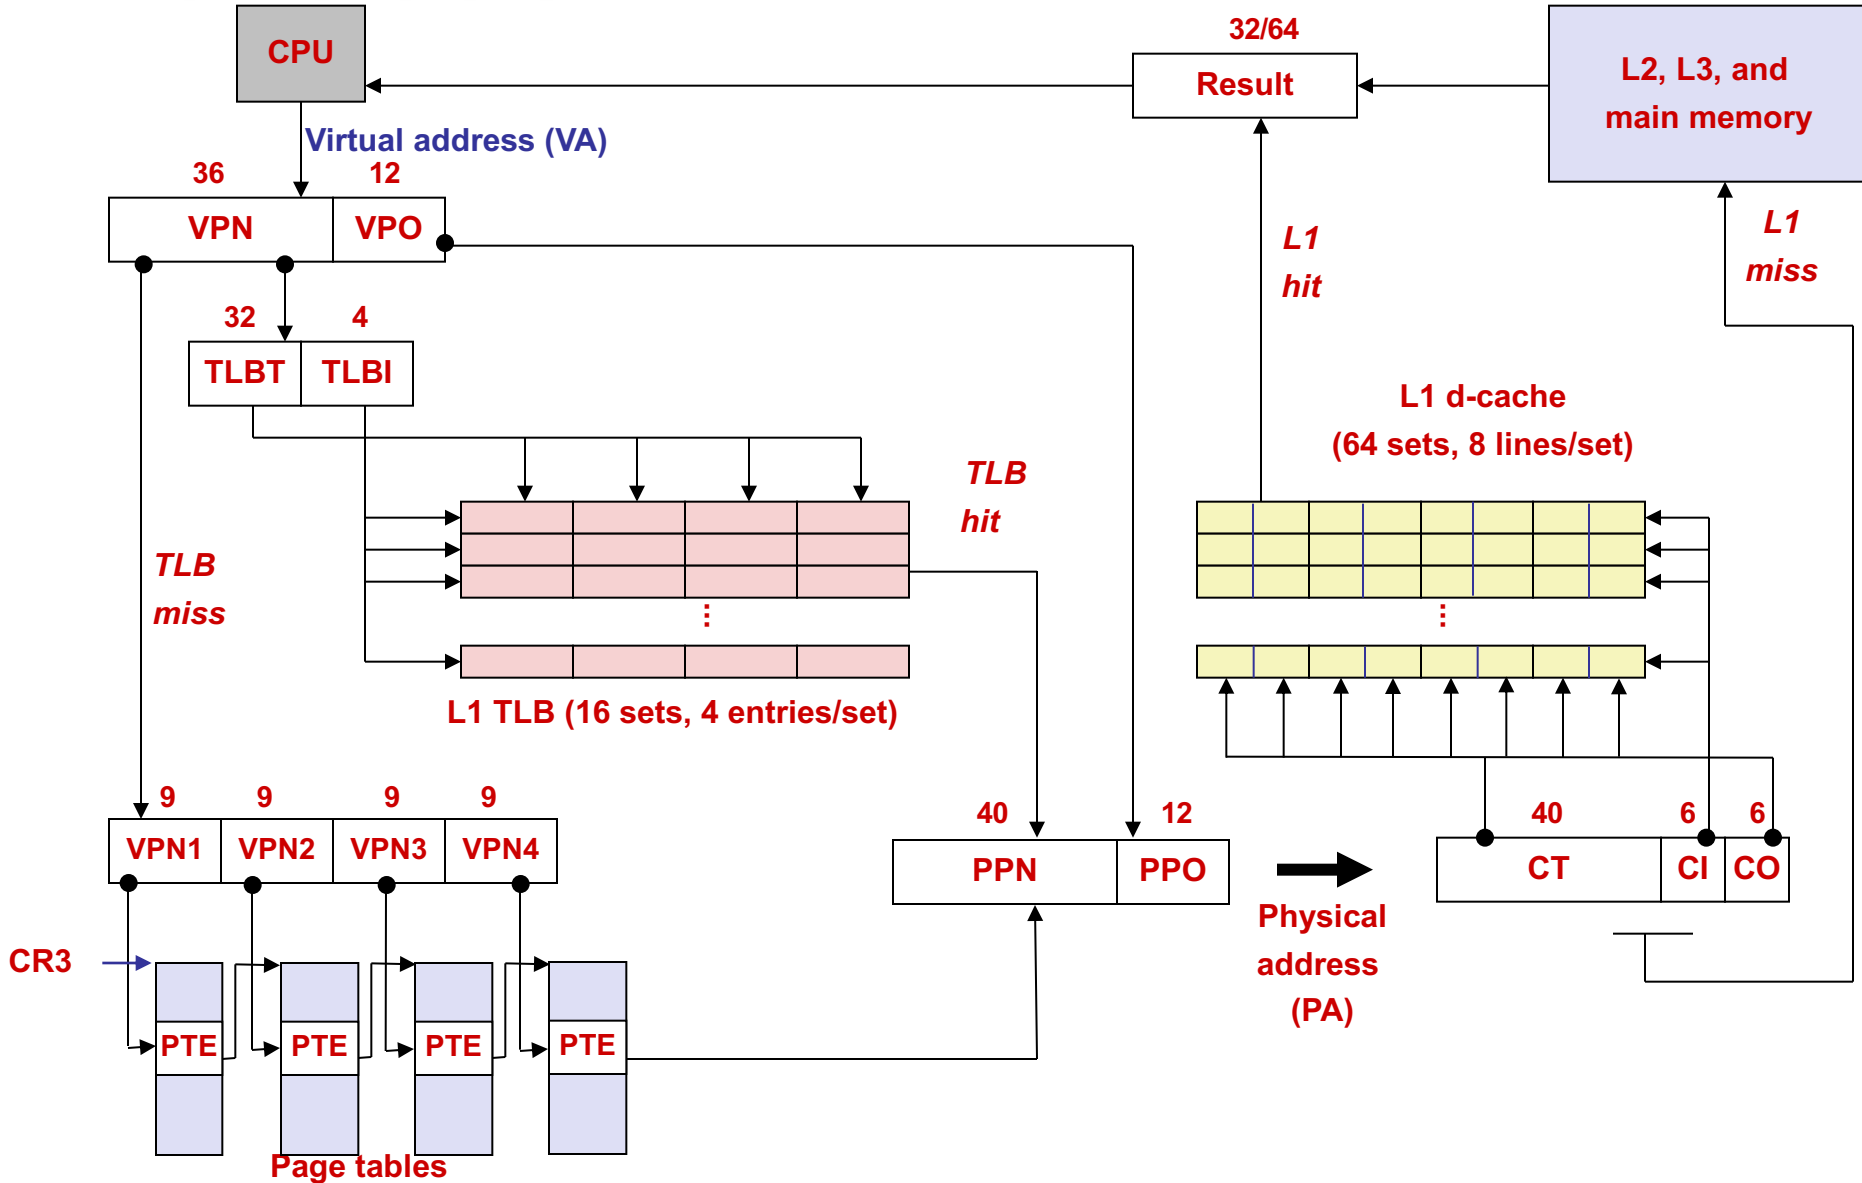 CPU
32/64
Result
L2, L3, and
main memory
Virtual address (VA)
36
12
VPN
VPO
L1
hit
L1
miss
32
4
TLBT
TLBI
L1 d-cache
(64 sets, 8 lines/set)
TLB
hit
TLB
miss
...
...
L1 TLB (16 sets, 4 entries/set)
9
9
9
9
VPN1
VPN2
VPN3
VPN4
40
12
PPN
PPO
40
6
6
CT
CI
CO
Physical
address
(PA)
CR3
PTE
PTE
PTE
PTE
Page tables